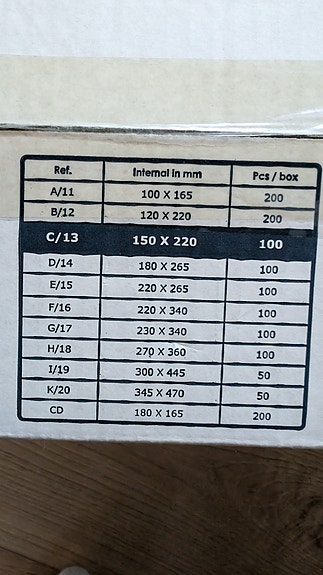 Ref. Internal in mm Pcs / box
A/11 100 X 165 200
B/12 120 X 220 200
C/13 150 X 220 100
D/14 180 X 265 100
E/15 220 X 265 100
F/16 220 X 340 100
G/17 230 X 340 100
H/18 270 X 360 100
I/19 300 X 445 50
K/20 345 X 470 50
CD 180 X 165 200